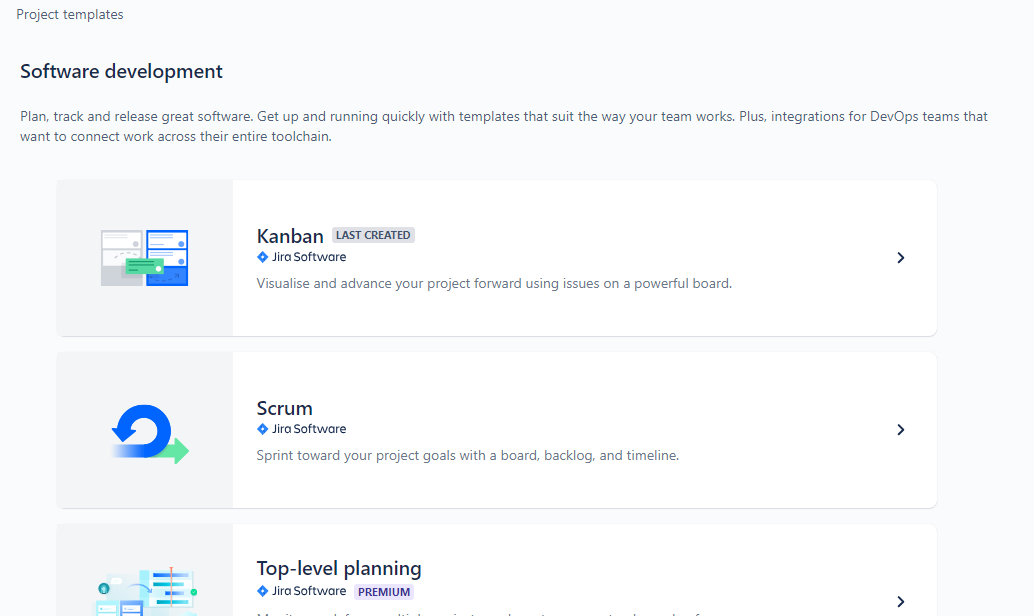 Project templates
Software development
Plan, track and release great software. Get up and running quickly with templates that suit the way your team works. Plus, integrations for DevOps teams that
want to connect work across their entire toolchain.
Kanban LAST CREATED
Jira Software
Visualise and advance your project forward using issues on a powerful board.
Scrum
Jira Software
Sprint toward your project goals with a board, backlog, and timeline.
Top-level planning
Jira Software PREMIUM